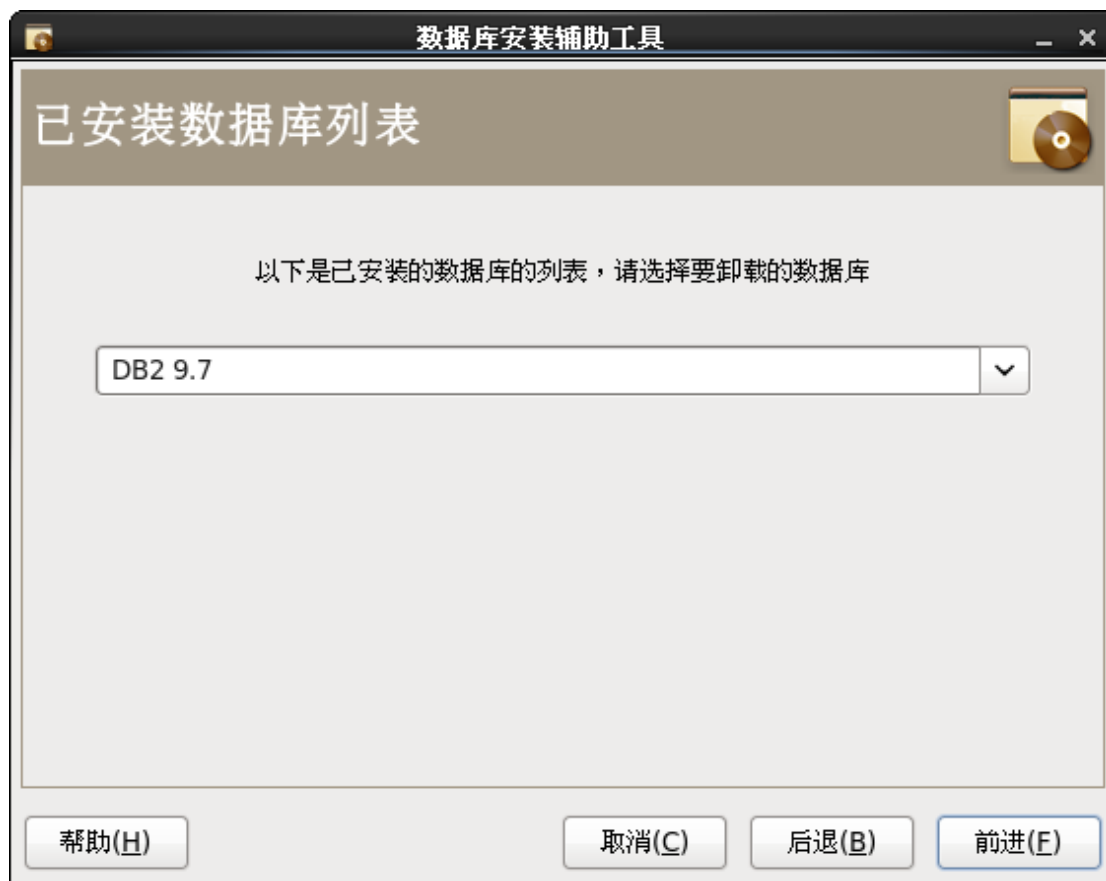 数据库安装辅助工具
已安装数据库列表
以下是已安装的数据库的列表，请选择要卸载的数据库
DB2 9.7
帮助(H) 取消(C) 后退(B) 前进(F)